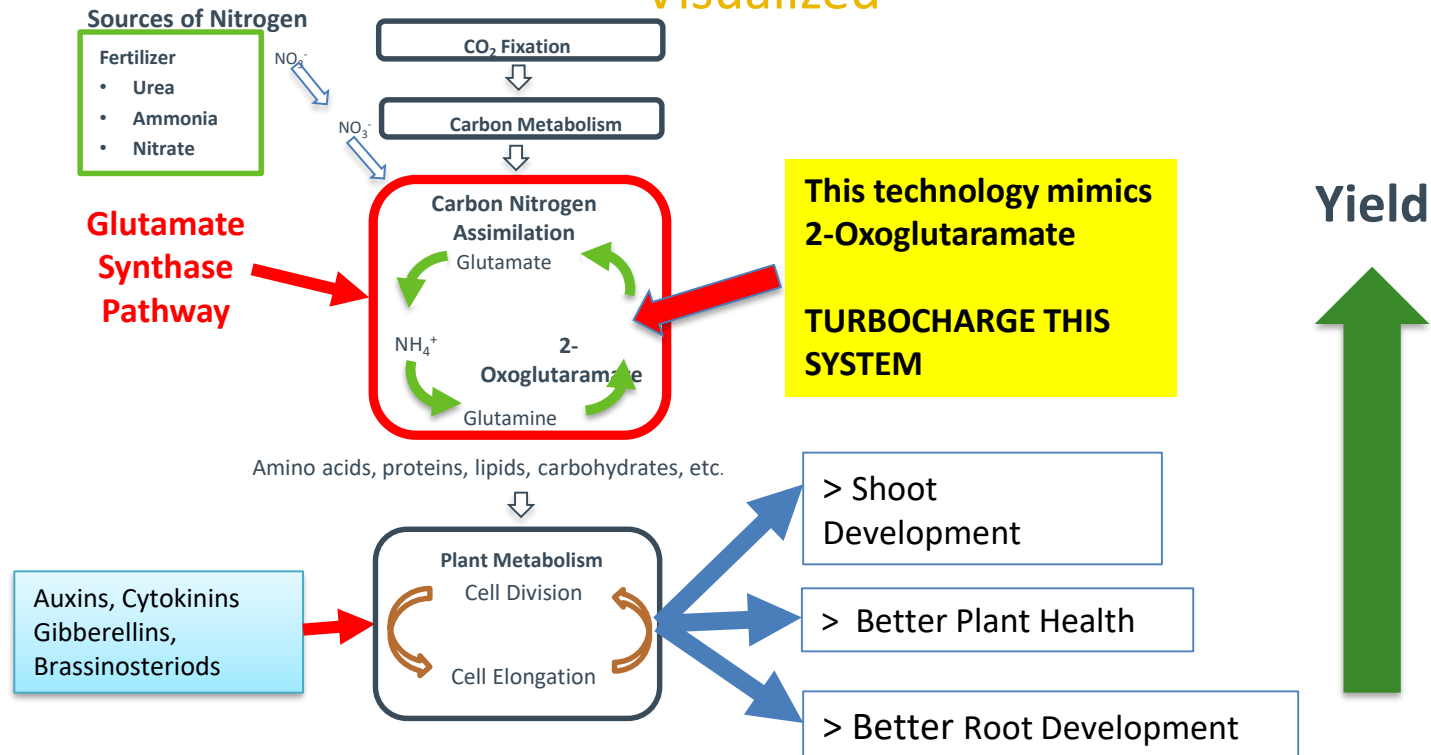 Visualized
Sources of Nitrogen
Fertilizer
• Urea
• Ammonia
• Nitrate
NO₃⁻
NO₃⁻
CO₂ Fixation
Carbon Metabolism
Carbon Nitrogen
Assimilation
Glutamate
NH₄⁺
2-
Oxoglutaramate
Glutamine
Glutamate
Synthase
Pathway
This technology mimics
2-Oxoglutaramate
TURBOCHARGE THIS
SYSTEM
Yield
Amino acids, proteins, lipids, carbohydrates, etc.
Plant Metabolism
Cell Division
Cell Elongation
Auxins, Cytokinins
Gibberellins,
Brassinosteriods
> Shoot
Development
> Better Plant Health
> Better Root Development